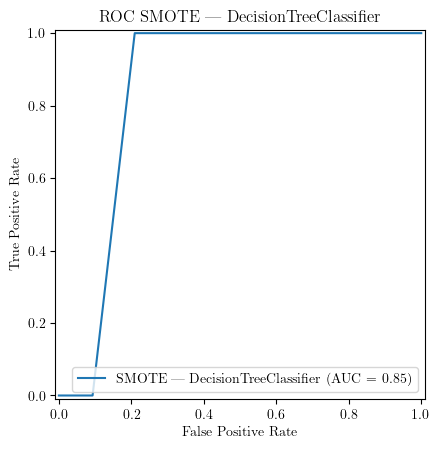 ROC SMOTE — DecisionTreeClassifier
1.0
0.8
0.6
0.4
0.2
0.0
True Positive Rate
SMOTE — DecisionTreeClassifier (AUC = 0.85)
0.0 0.2 0.4 0.6 0.8 1.0
False Positive Rate